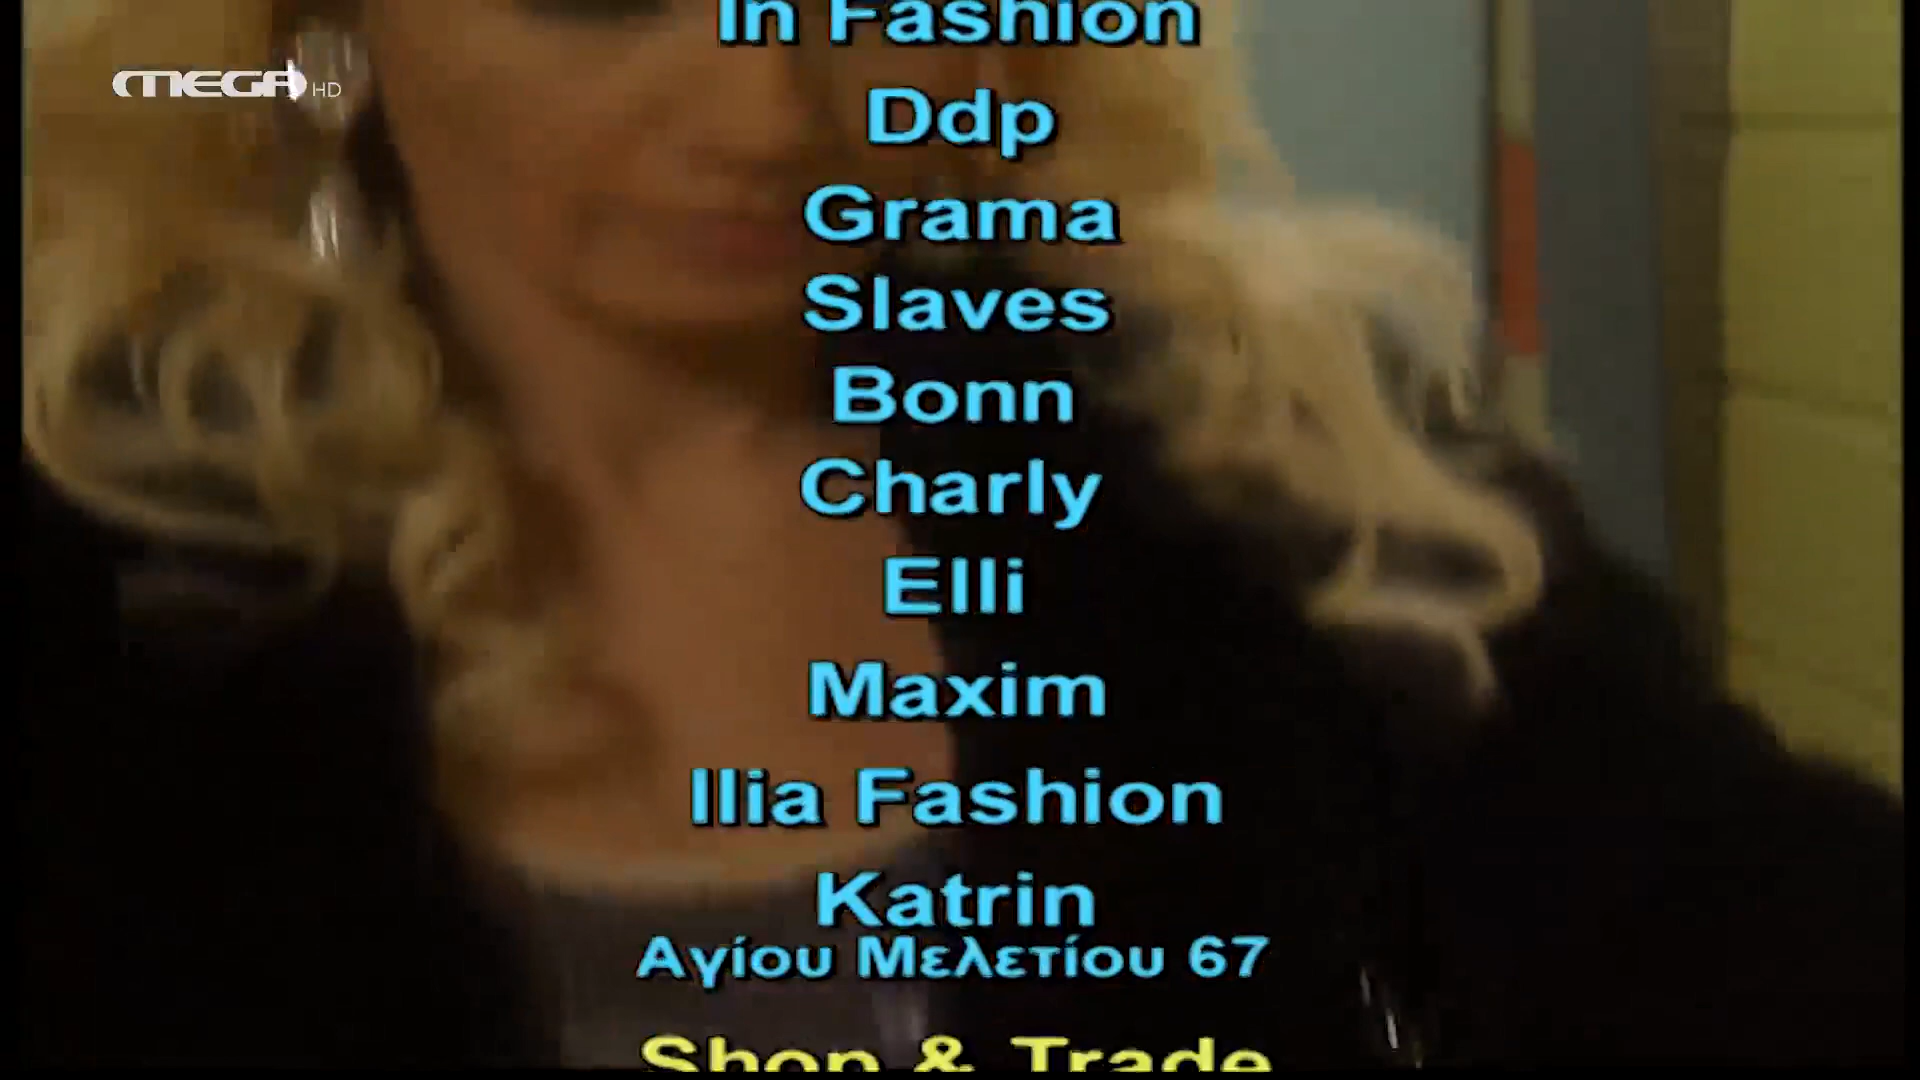 In Fashion
MEGA HD
Ddp
Grama
Slaves
Bonn
Charly
Elli
Maxim
Ilia Fashion
Katrin
Αγίου Μελετίου 67
Shop & Trade